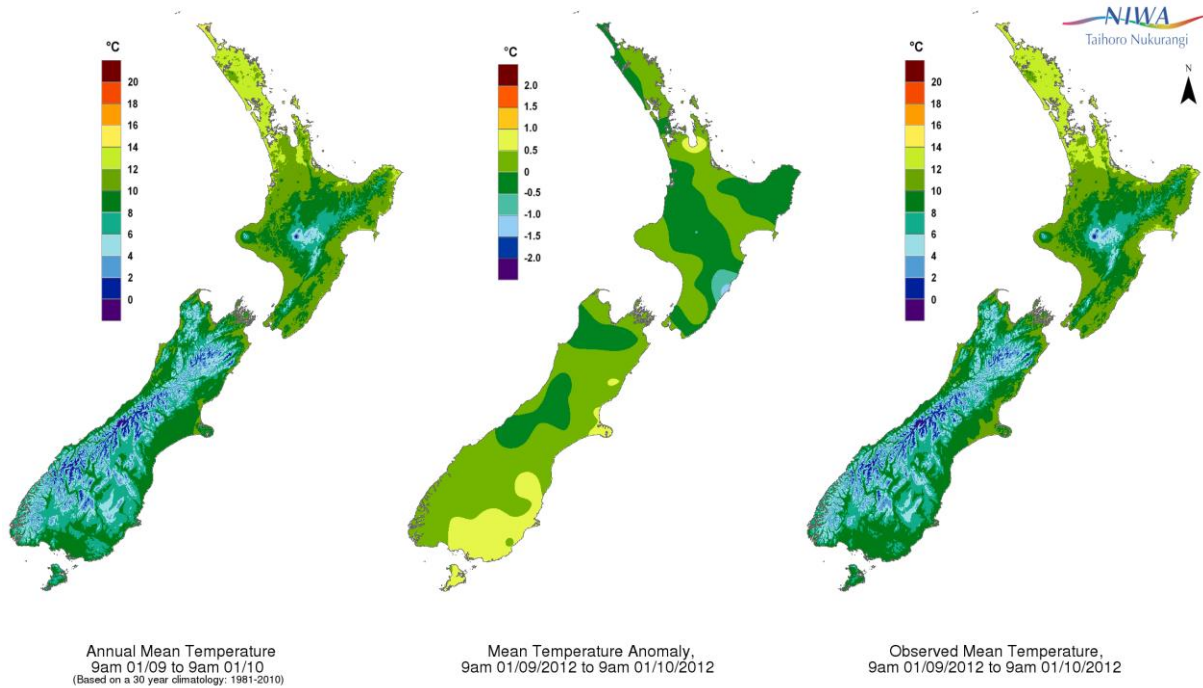 NIWA
Taihoro Nukurangi
N
°C
20
18
16
14
12
10
8
6
4
2
0
°C
2.0
1.5
1.0
0.5
0
-0.5
-1.0
-1.5
-2.0
°C
20
18
16
14
12
10
8
6
4
2
0
Annual Mean Temperature
9am 01/09 to 9am 01/10
(Based on a 30 year climatology: 1981-2010)
Mean Temperature Anomaly,
9am 01/09/2012 to 9am 01/10/2012
Observed Mean Temperature,
9am 01/09/2012 to 9am 01/10/2012